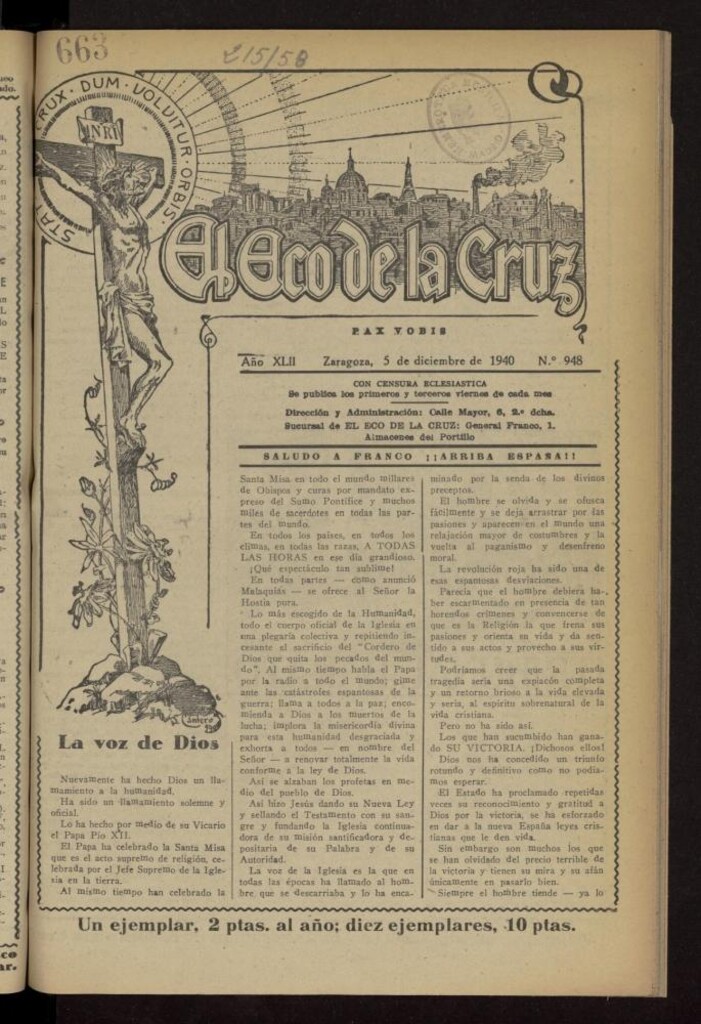 663
215/58
STAT CRUX · DUM · VOLVITUR · ORBIS
INRI
El Eco de la Cruz
PAX VOBIS
Año XLII Zaragoza, 5 de diciembre de 1940 N.º 948
CON CENSURA ECLESIASTICA
Se publica los primeros y terceros viernes de cada mes
Dirección y Administración: Calle Mayor, 6, 2.º dcha.
Sucursal de EL ECO DE LA CRUZ: General Franco, 1.
Almacenes del Portillo
SALUDO A FRANCO ¡¡ARRIBA ESPAÑA!!
La voz de Dios
Nuevamente ha hecho Dios un lla-
mamiento a la humanidad.
Ha sido un llamamiento solemne y
oficial.
Lo ha hecho por medio de su Vicario
el Papa Pío XII.
El Papa ha celebrado la Santa Misa
que es el acto supremo de religión, ce-
lebrada por el Jefe Supremo de la Igle-
sia en la tierra.
Al mismo tiempo han celebrado la
Santa Misa en todo el mundo millares
de Obispos y curas por mandato ex-
preso del Sumo Pontífice y muchos
miles de sacerdotes en todas las par-
tes del mundo.
En todos los países, en todos los
climas, en todas las razas, A TODAS
LAS HORAS en ese día grandioso.
¡Qué espectáculo tan sublime!
En todas partes — como anunció
Malaquías — se ofrece al Señor la
Hostia pura.
Lo más escogido de la Humanidad,
todo el cuerpo oficial de la Iglesia en
una plegaria colectiva y repitiendo in-
cesante al sacrificio del "Cordero de
Dios que quita los pecados del mun-
do". Al mismo tiempo habla el Papa
por la radio a todo el mundo; gime
ante las catástrofes espantosas de la
guerra; llama a todos a la paz; enco-
mienda a Dios a los muertos de la
lucha; implora la misericordia divina
para esta humanidad desgraciada y
exhorta a todos — en nombre del
Señor — a renovar totalmente la vida
conforme a la ley de Dios.
Así se alzaban los profetas en me-
dio del pueblo de Dios.
Así hizo Jesús dando su Nueva Ley
y sellando el Testamento con su san-
gre y fundando la Iglesia continua-
dora de su misión santificadora y de-
positaria de su Palabra y de su
Autoridad.
La voz de la Iglesia es la que en
todas las épocas ha llamado al hom-
bre que se descarriaba y lo ha enca-
minado por la senda de los divinos
preceptos.
El hombre se olvida y se ofusca
fácilmente y se deja arrastrar por las
pasiones y aparecen en el mundo una
relajación mayor de costumbres y la
vuelta al paganismo y desenfreno
moral.
La revolución roja ha sido una de
esas espantosas desviaciones.
Parecía que el hombre debiera ha-
ber escarmentado en presencia de tan
horendos crímenes y convencerse de
que es la Religión la que frena sus
pasiones y orienta su vida y da sen-
tido a sus actos y provecho a sus vir-
tudes.
Podríamos creer que la pasada
tragedia sería una expiacón completa
y un retorno brioso a la vida elevada
y seria, al espíritu sobrenatural de la
vida cristiana.
Pero no ha sido así.
Los que han sucumbido han gana-
do SU VICTORIA. ¡Dichosos ellos!
Dios nos ha concedido un triunfo
rotundo y definitivo como no podía-
mos esperar.
El Estado ha proclamado repetidas
veces su reconocimiento y gratitud a
Dios por la victoria, se ha esforzado
en dar a la nueva España leyes cris-
tianas que le den vida.
Sin embargo son muchos los que
se han olvidado del precio terrible de
la victoria y tienen su mira y su afán
únicamente en pasarlo bien.
Siempre el hombre tiende — ya lo
Un ejemplar, 2 ptas. al año; diez ejemplares, 10 ptas.